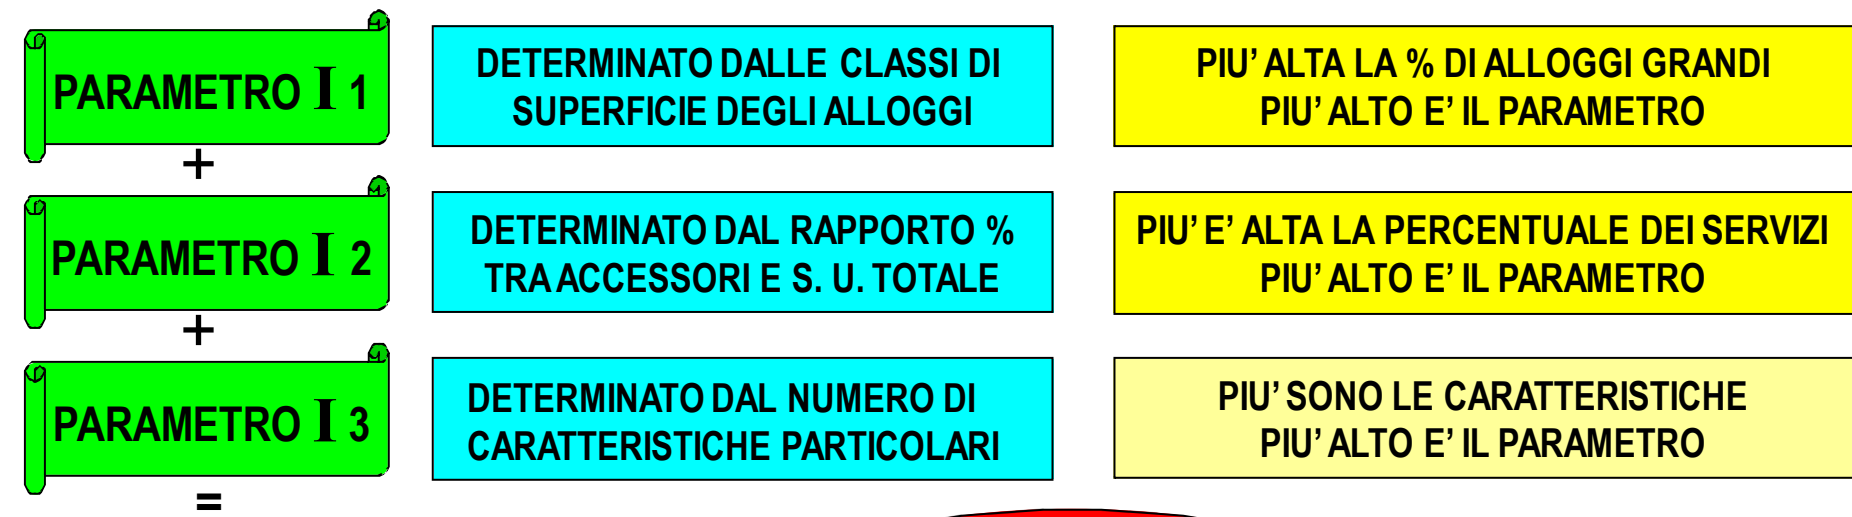 PARAMETRO I 1
DETERMINATO DALLE CLASSI DI
SUPERFICIE DEGLI ALLOGGI
PIU' ALTA LA % DI ALLOGGI GRANDI
PIU' ALTO E' IL PARAMETRO
+
PARAMETRO I 2
DETERMINATO DAL RAPPORTO %
TRA ACCESSORI E S. U. TOTALE
PIU' E' ALTA LA PERCENTUALE DEI SERVIZI
PIU' ALTO E' IL PARAMETRO
+
PARAMETRO I 3
DETERMINATO DAL NUMERO DI
CARATTERISTICHE PARTICOLARI
PIU' SONO LE CARATTERISTICHE
PIU' ALTO E' IL PARAMETRO
=